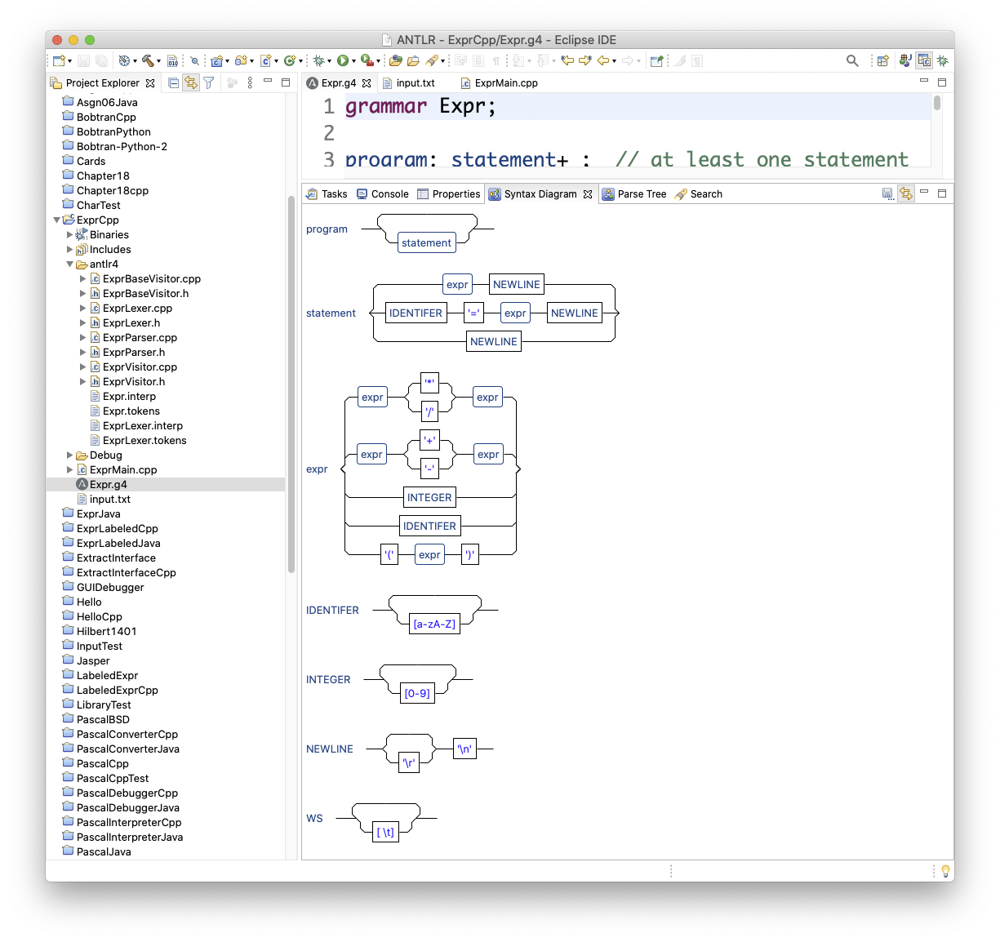 ANTLR - ExprCpp/Expr.g4 - Eclipse IDE
Project Explorer
Asgn06Java
BobtranCpp
BobtranPython
Bobtran-Python-2
Cards
Chapter18
Chapter18cpp
CharTest
ExprCpp
Binaries
Includes
antlr4
ExprBaseVisitor.cpp
ExprBaseVisitor.h
ExprLexer.cpp
ExprLexer.h
ExprParser.cpp
ExprParser.h
ExprVisitor.cpp
ExprVisitor.h
Expr.interp
Expr.tokens
ExprLexer.interp
ExprLexer.tokens
Debug
ExprMain.cpp
Expr.g4
input.txt
ExprJava
ExprLabeledCpp
ExprLabeledJava
ExtractInterface
ExtractInterfaceCpp
GUIDebugger
Hello
HelloCpp
Hilbert1401
InputTest
Jasper
LabeledExpr
LabeledExprCpp
LibraryTest
PascalBSD
PascalConverterCpp
PascalConverterJava
PascalCpp
PascalCppTest
PascalDebuggerCpp
PascalDebuggerJava
PascalInterpreterCpp
PascalInterpreterJava
PascalJava
Expr.g4 input.txt ExprMain.cpp
1 grammar Expr;
2
3 program: statement+ ; // at least one statement
Tasks Console Properties Syntax Diagram Parse Tree Search
program
statement
expr NEWLINE
statement IDENTIFER '=' expr NEWLINE
NEWLINE
'*'
expr expr
'/'
'+'
expr expr
'-'
expr
INTEGER
IDENTIFER
'(' expr ')'
IDENTIFER
[a-zA-Z]
INTEGER
[0-9]
NEWLINE '\n'
'\r'
WS
[ \t]